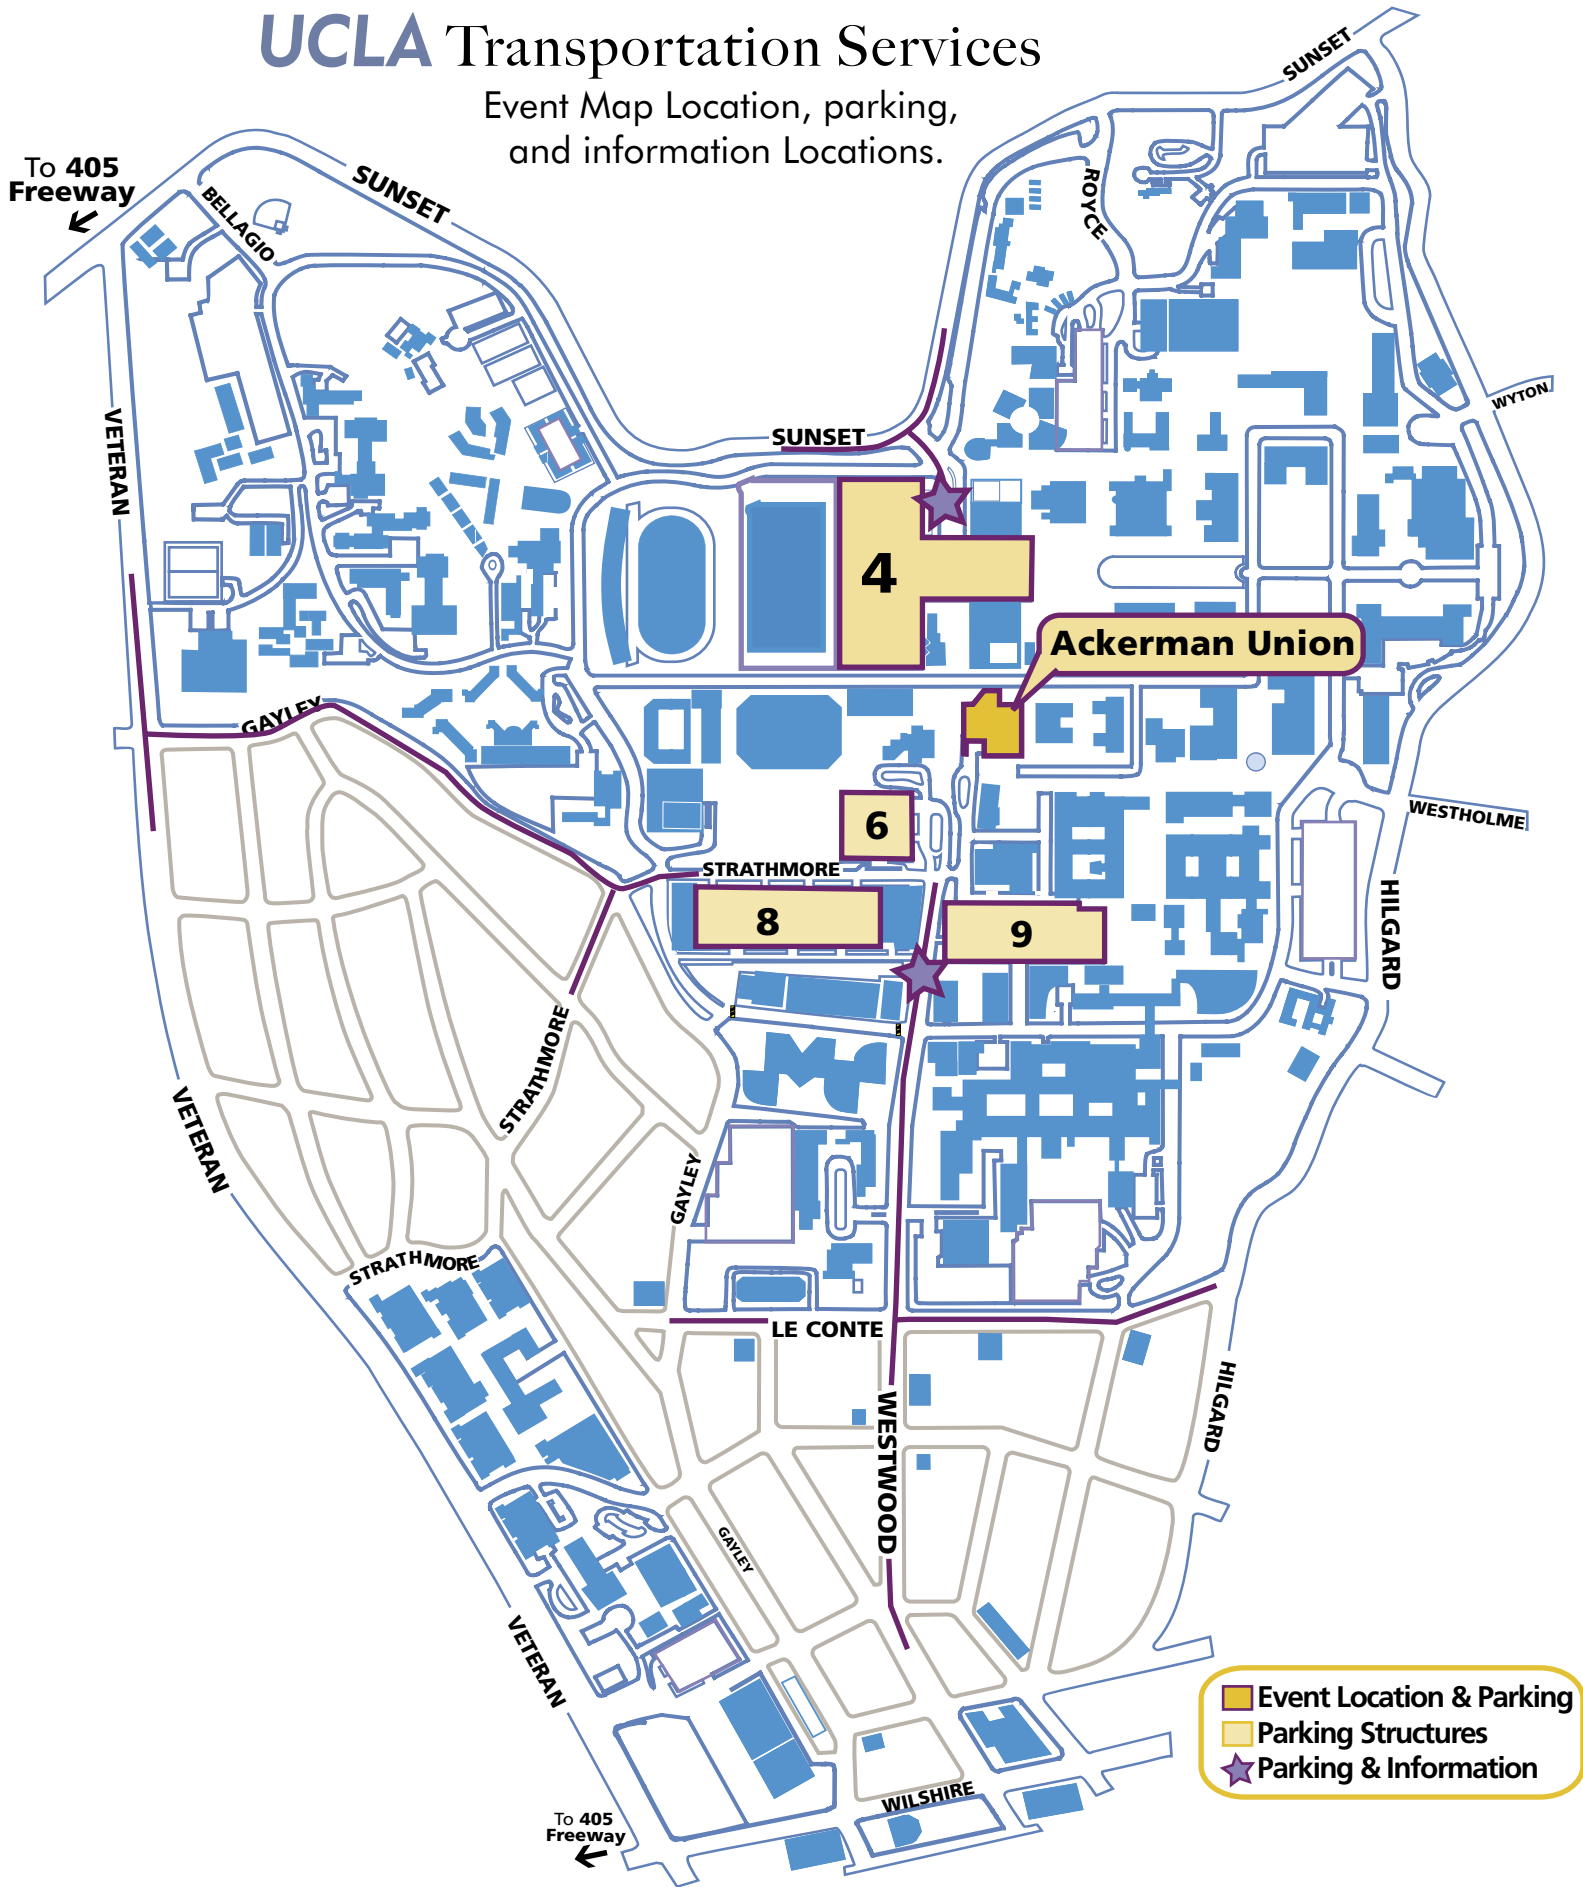 UCLA Transportation Services
Event Map Location, parking,
and information Locations.
SUNSET
To 405
Freeway
SUNSET
BELLAGIO
ROYCE
WYTON
VETERAN
SUNSET
4
Ackerman Union
GAYLEY
WESTHOLME
6
STRATHMORE
8
9
HILGARD
STRATHMORE
VETERAN
GAYLEY
STRATHMORE
LE CONTE
HILGARD
WESTWOOD
GAYLEY
VETERAN
Event Location & Parking
Parking Structures
Parking & Information
WILSHIRE
To 405
Freeway